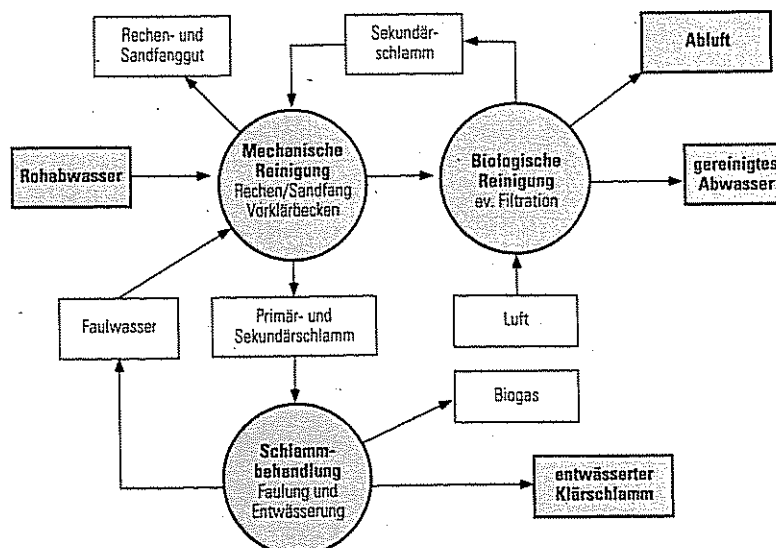 Rechen- und
Sandfanggut
Sekundär-
schlamm
Abluft
Rohabwasser
Mechanische
Reinigung
Rechen/Sandfang
Vorklärbecken
Biologische
Reinigung
ev. Filtration
gereinigtes
Abwasser
Faulwasser
Primär- und
Sekundärschlamm
Luft
Biogas
Schlamm-
behandlung
Faulung und
Entwässerung
entwässerter
Klärschlamm